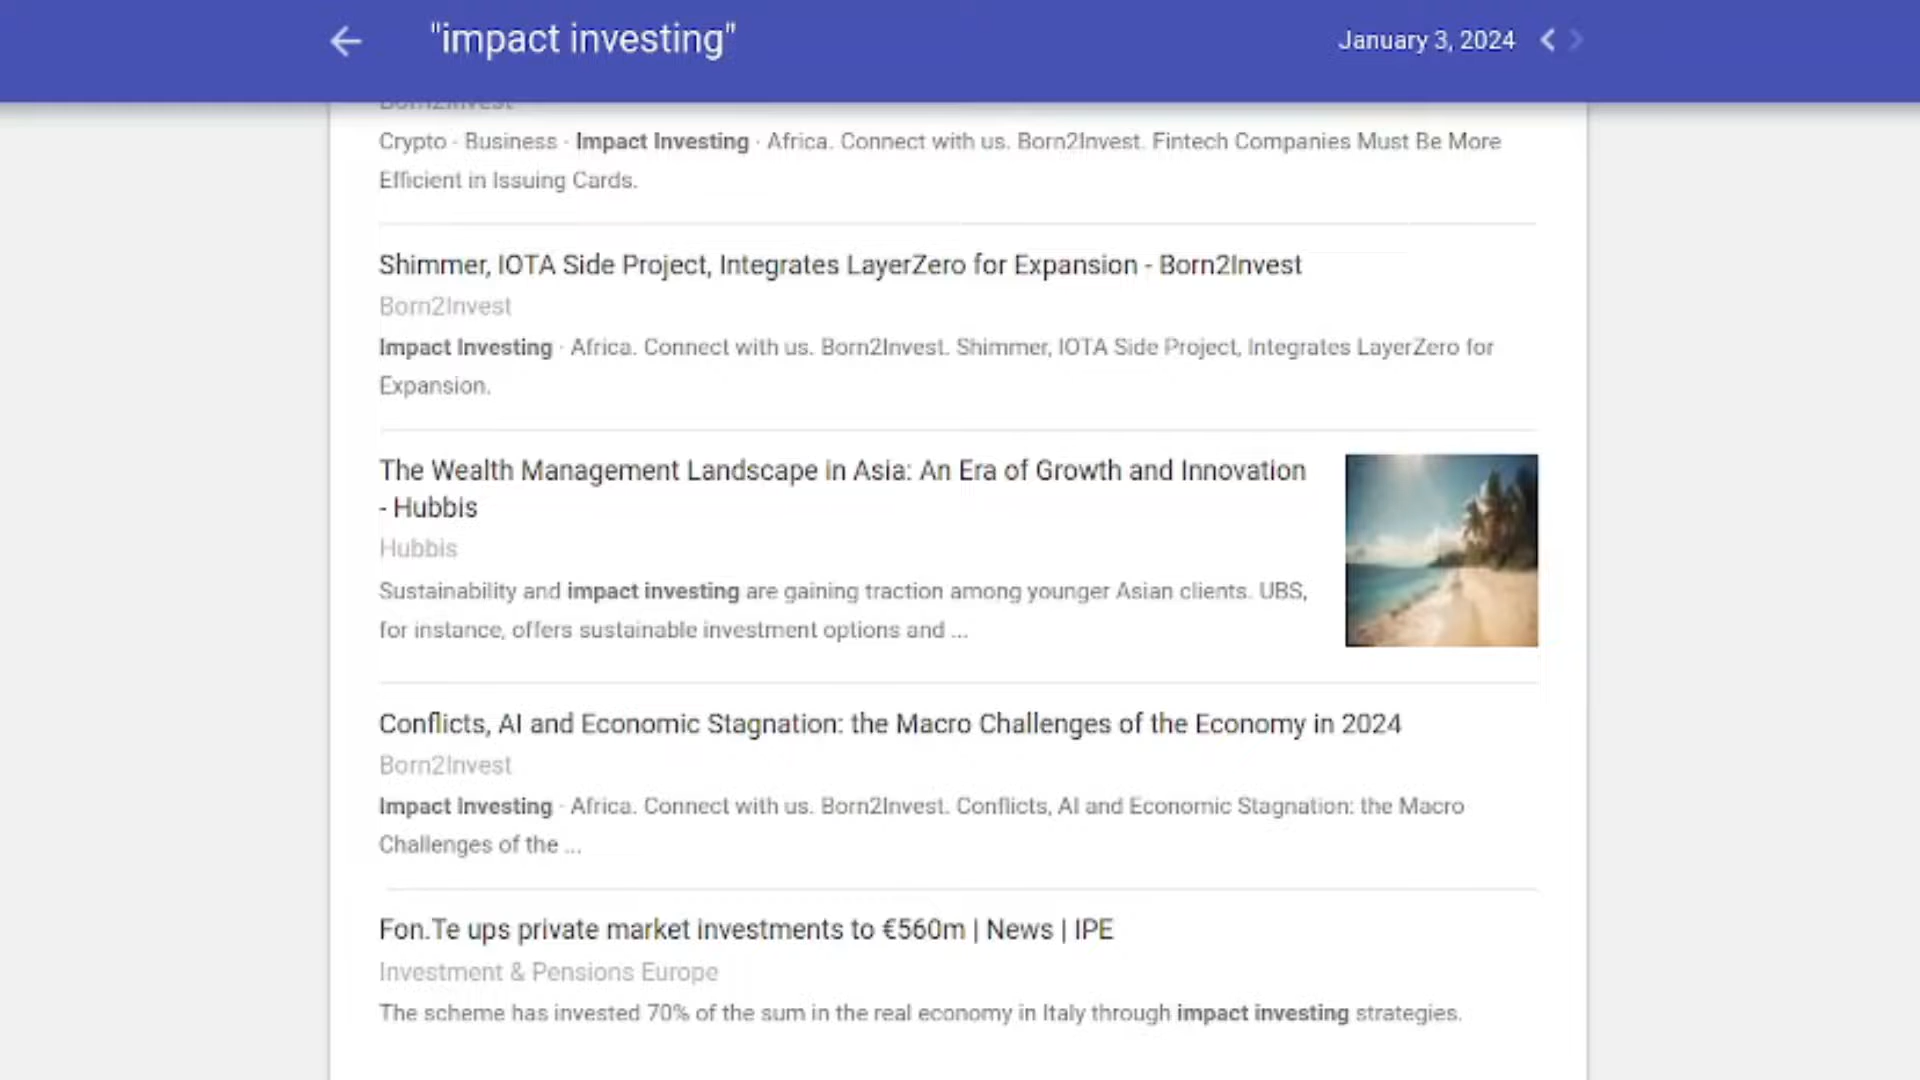 "impact investing"
January 3, 2024
Born2Invest
Crypto · Business · Impact Investing · Africa. Connect with us. Born2Invest. Fintech Companies Must Be More
Efficient in Issuing Cards.
Shimmer, IOTA Side Project, Integrates LayerZero for Expansion - Born2Invest
Born2Invest
Impact Investing · Africa. Connect with us. Born2Invest. Shimmer, IOTA Side Project, Integrates LayerZero for
Expansion.
The Wealth Management Landscape in Asia: An Era of Growth and Innovation
- Hubbis
Hubbis
Sustainability and impact investing are gaining traction among younger Asian clients. UBS,
for instance, offers sustainable investment options and ...
Conflicts, AI and Economic Stagnation: the Macro Challenges of the Economy in 2024
Born2Invest
Impact Investing · Africa. Connect with us. Born2Invest. Conflicts, AI and Economic Stagnation: the Macro
Challenges of the ...
Fon.Te ups private market investments to €560m | News | IPE
Investment & Pensions Europe
The scheme has invested 70% of the sum in the real economy in Italy through impact investing strategies.